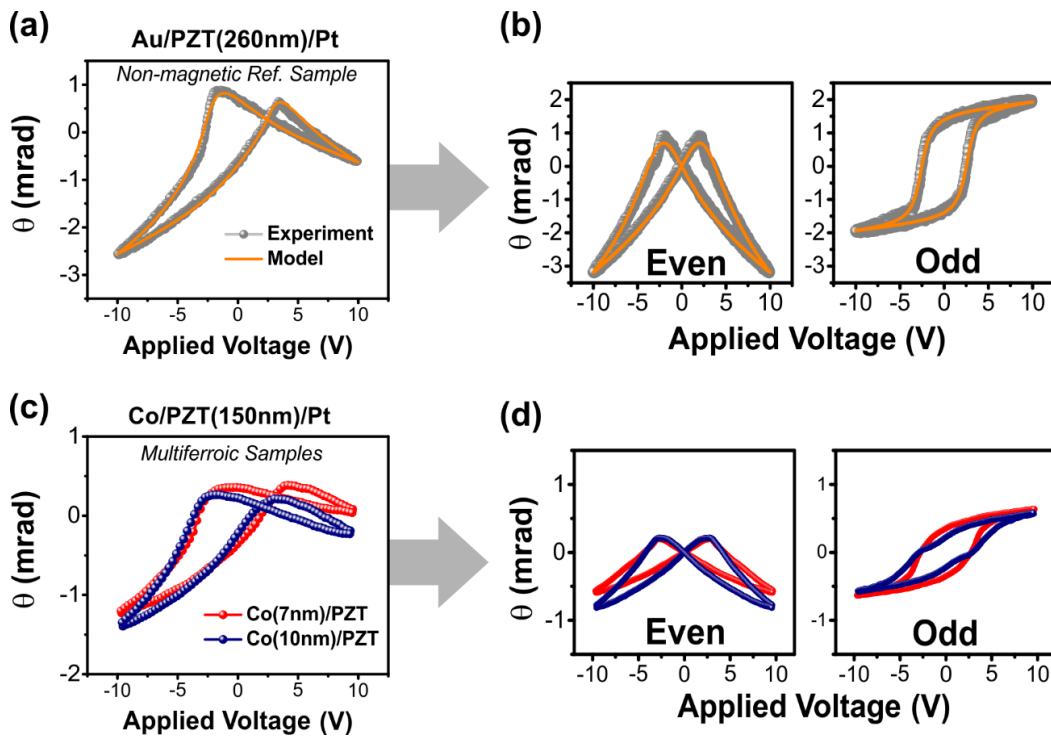 (a)
Au/PZT(260nm)/Pt
Non-magnetic Ref. Sample
θ (mrad)
1
0
-1
-2
-3
Experiment
Model
-10 -5 0 5 10
Applied Voltage (V)
(b)
θ (mrad)
2
1
0
-1
-2
-3
Even
-10 -5 0 5 10
2
1
0
-1
-2
-3
Odd
-10 -5 0 5 10
Applied Voltage (V)
(c)
Co/PZT(150nm)/Pt
Multiferroic Samples
θ (mrad)
1
0
-1
-2
Co(7nm)/PZT
Co(10nm)/PZT
-10 -5 0 5 10
Applied Voltage (V)
(d)
θ (mrad)
1
0
-1
Even
-10 -5 0 5 10
1
0
-1
Odd
-10 -5 0 5 10
Applied Voltage (V)